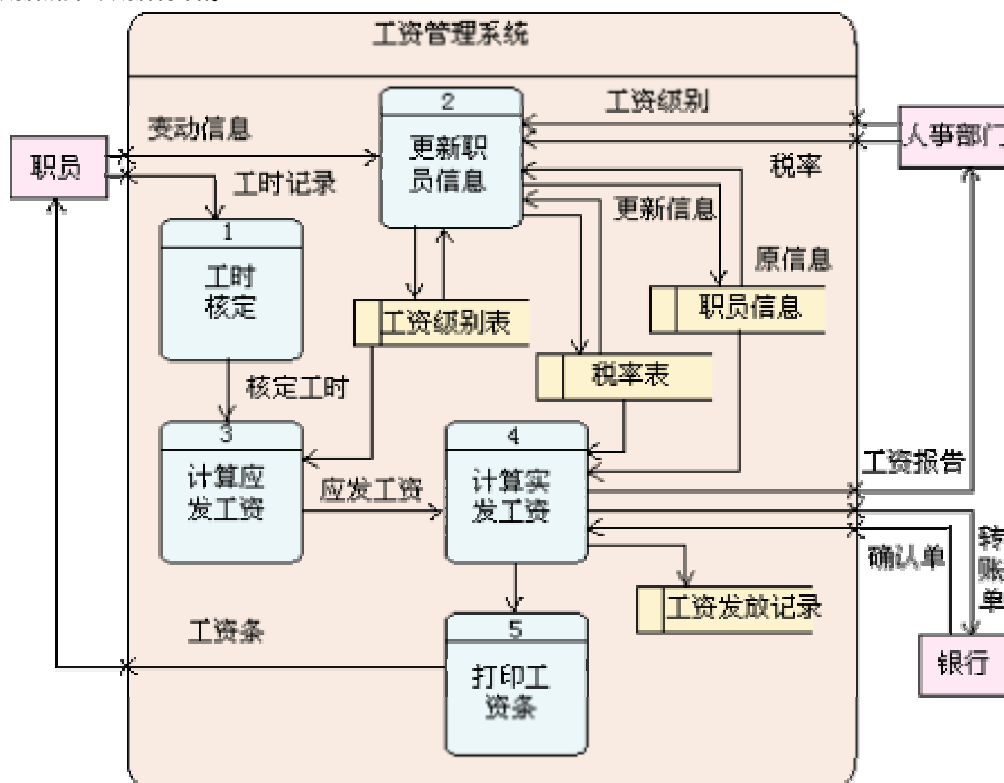 工资管理系统
2
更新职
员信息
工资级别
人事部门
税率
变动信息
职员
工时记录
1
工时
核定
更新信息
原信息
职员信息
工资级别表
税率表
核定工时
3
计算应
发工资
应发工资
4
计算实
发工资
工资报告
确认单
转
账
单
工资发放记录
银行
工资条
5
打印工
资条